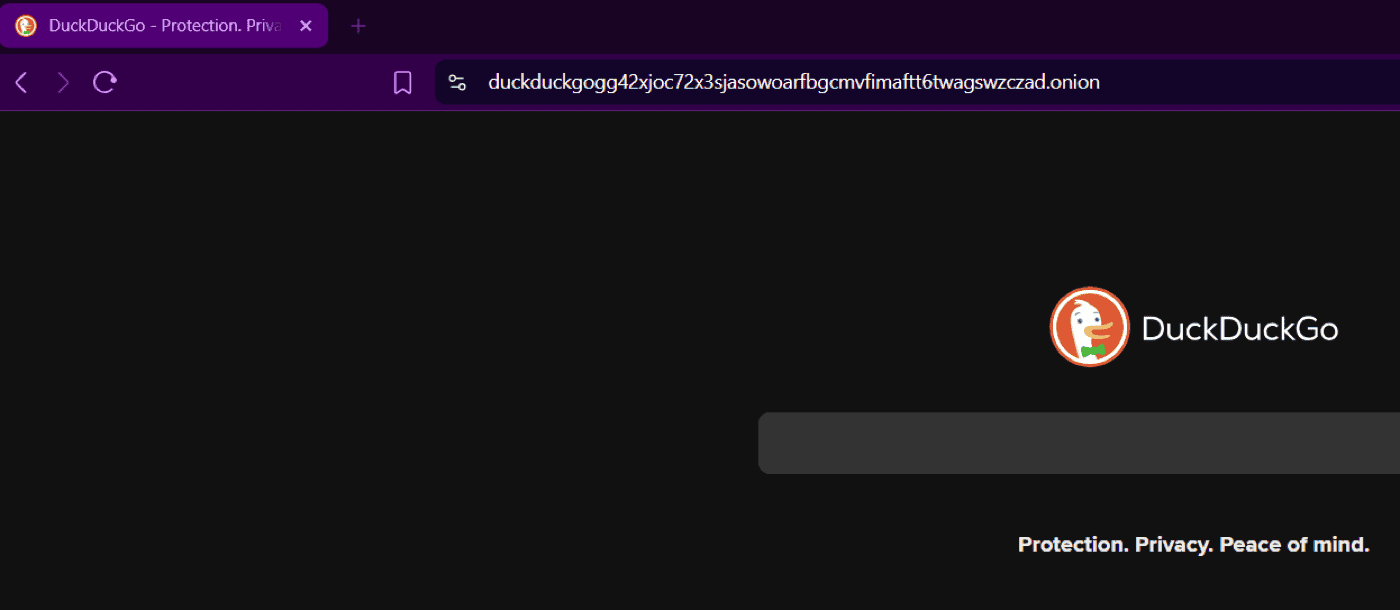 DuckDuckGo - Protection. Priva
duckduckgogg42xjoc72x3sjasowoarfbgcmvfimaftt6twagswzczad.onion
DuckDuckGo
Protection. Privacy. Peace of mind.